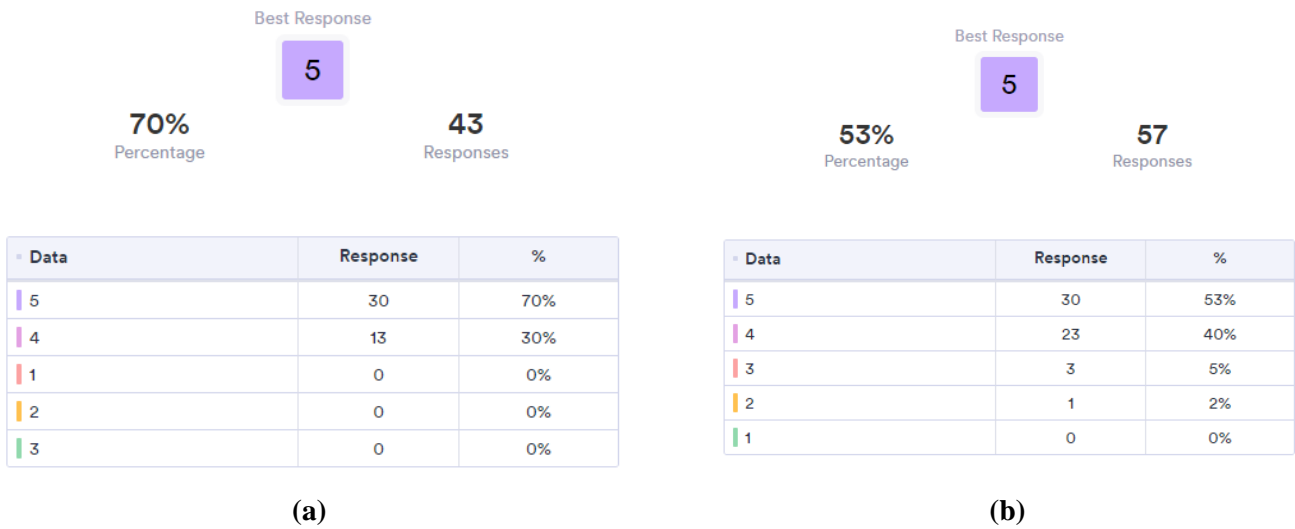 Best Response
5
70%
Percentage
43
Responses
Data Response %
5 30 70%
4 13 30%
1 0 0%
2 0 0%
3 0 0%
(a)
Best Response
5
53%
Percentage
57
Responses
Data Response %
5 30 53%
4 23 40%
3 3 5%
2 1 2%
1 0 0%
(b)